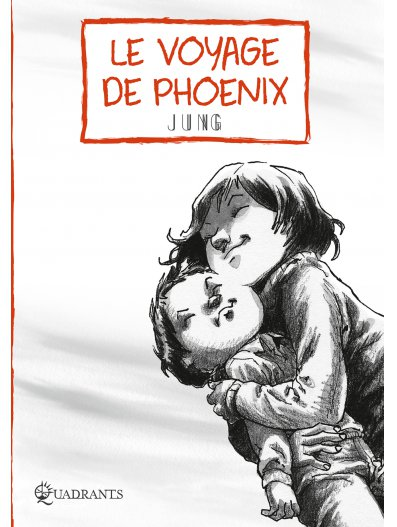 LE VOYAGE
DE PHOENIX
JUNG
QUADRANTS